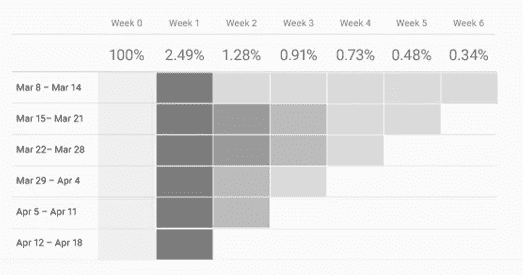 Week 0 Week 1 Week 2 Week 3 Week 4 Week 5 Week 6
100% 2.49% 1.28% 0.91% 0.73% 0.48% 0.34%
Mar 8 – Mar 14
Mar 15– Mar 21
Mar 22– Mar 28
Mar 29 – Apr 4
Apr 5 – Apr 11
Apr 12 – Apr 18